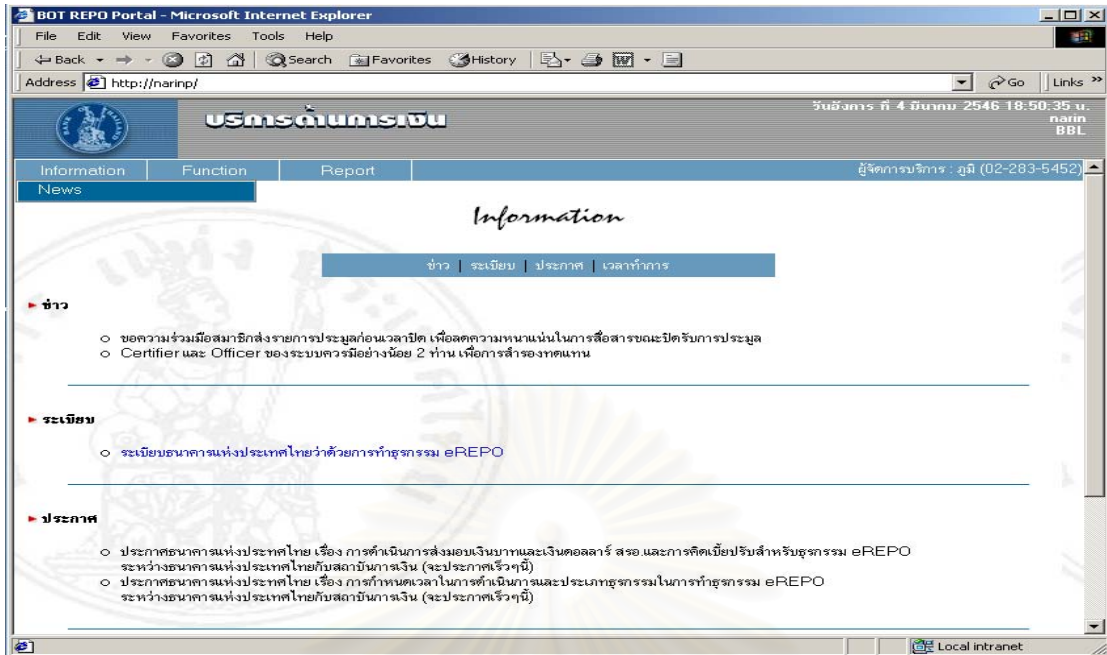 BOT REPO Portal - Microsoft Internet Explorer
File Edit View Favorites Tools Help
Back Search Favorites History
Address http://narinp/ Go Links »
บริการด้านการเงิน
วันอังคาร ที่ 4 มีนาคม 2546 18:50:35 น.
narin
BBL
Information Function Report ผู้จัดการบริการ : ภูมิ (02-283-5452)
News
Information
ข่าว | ระเบียบ | ประกาศ | เวลาทำการ
ข่าว
ขอความร่วมมือสมาชิกส่งรายการประมูลก่อนเวลาปิด เพื่อลดความหนาแน่นในการสื่อสารขณะปิดรับการประมูล
Certifier และ Officer ของระบบควรมีอย่างน้อย 2 ท่าน เพื่อการสำรองทดแทน
ระเบียบ
ระเบียบธนาคารแห่งประเทศไทยว่าด้วยการทำธุรกรรม eREPO
ประกาศ
ประกาศธนาคารแห่งประเทศไทย เรื่อง การดำเนินการส่งมอบเงินบาทและเงินดอลลาร์ สรอ.และการคิดเบี้ยปรับสำหรับธุรกรรม eREPO
ระหว่างธนาคารแห่งประเทศไทยกับสถาบันการเงิน (จะประกาศเร็วๆนี้)
ประกาศธนาคารแห่งประเทศไทย เรื่อง การกำหนดเวลาในการดำเนินการและประเภทธุรกรรมในการทำธุรกรรม eREPO
ระหว่างธนาคารแห่งประเทศไทยกับสถาบันการเงิน (จะประกาศเร็วๆนี้)
Local intranet